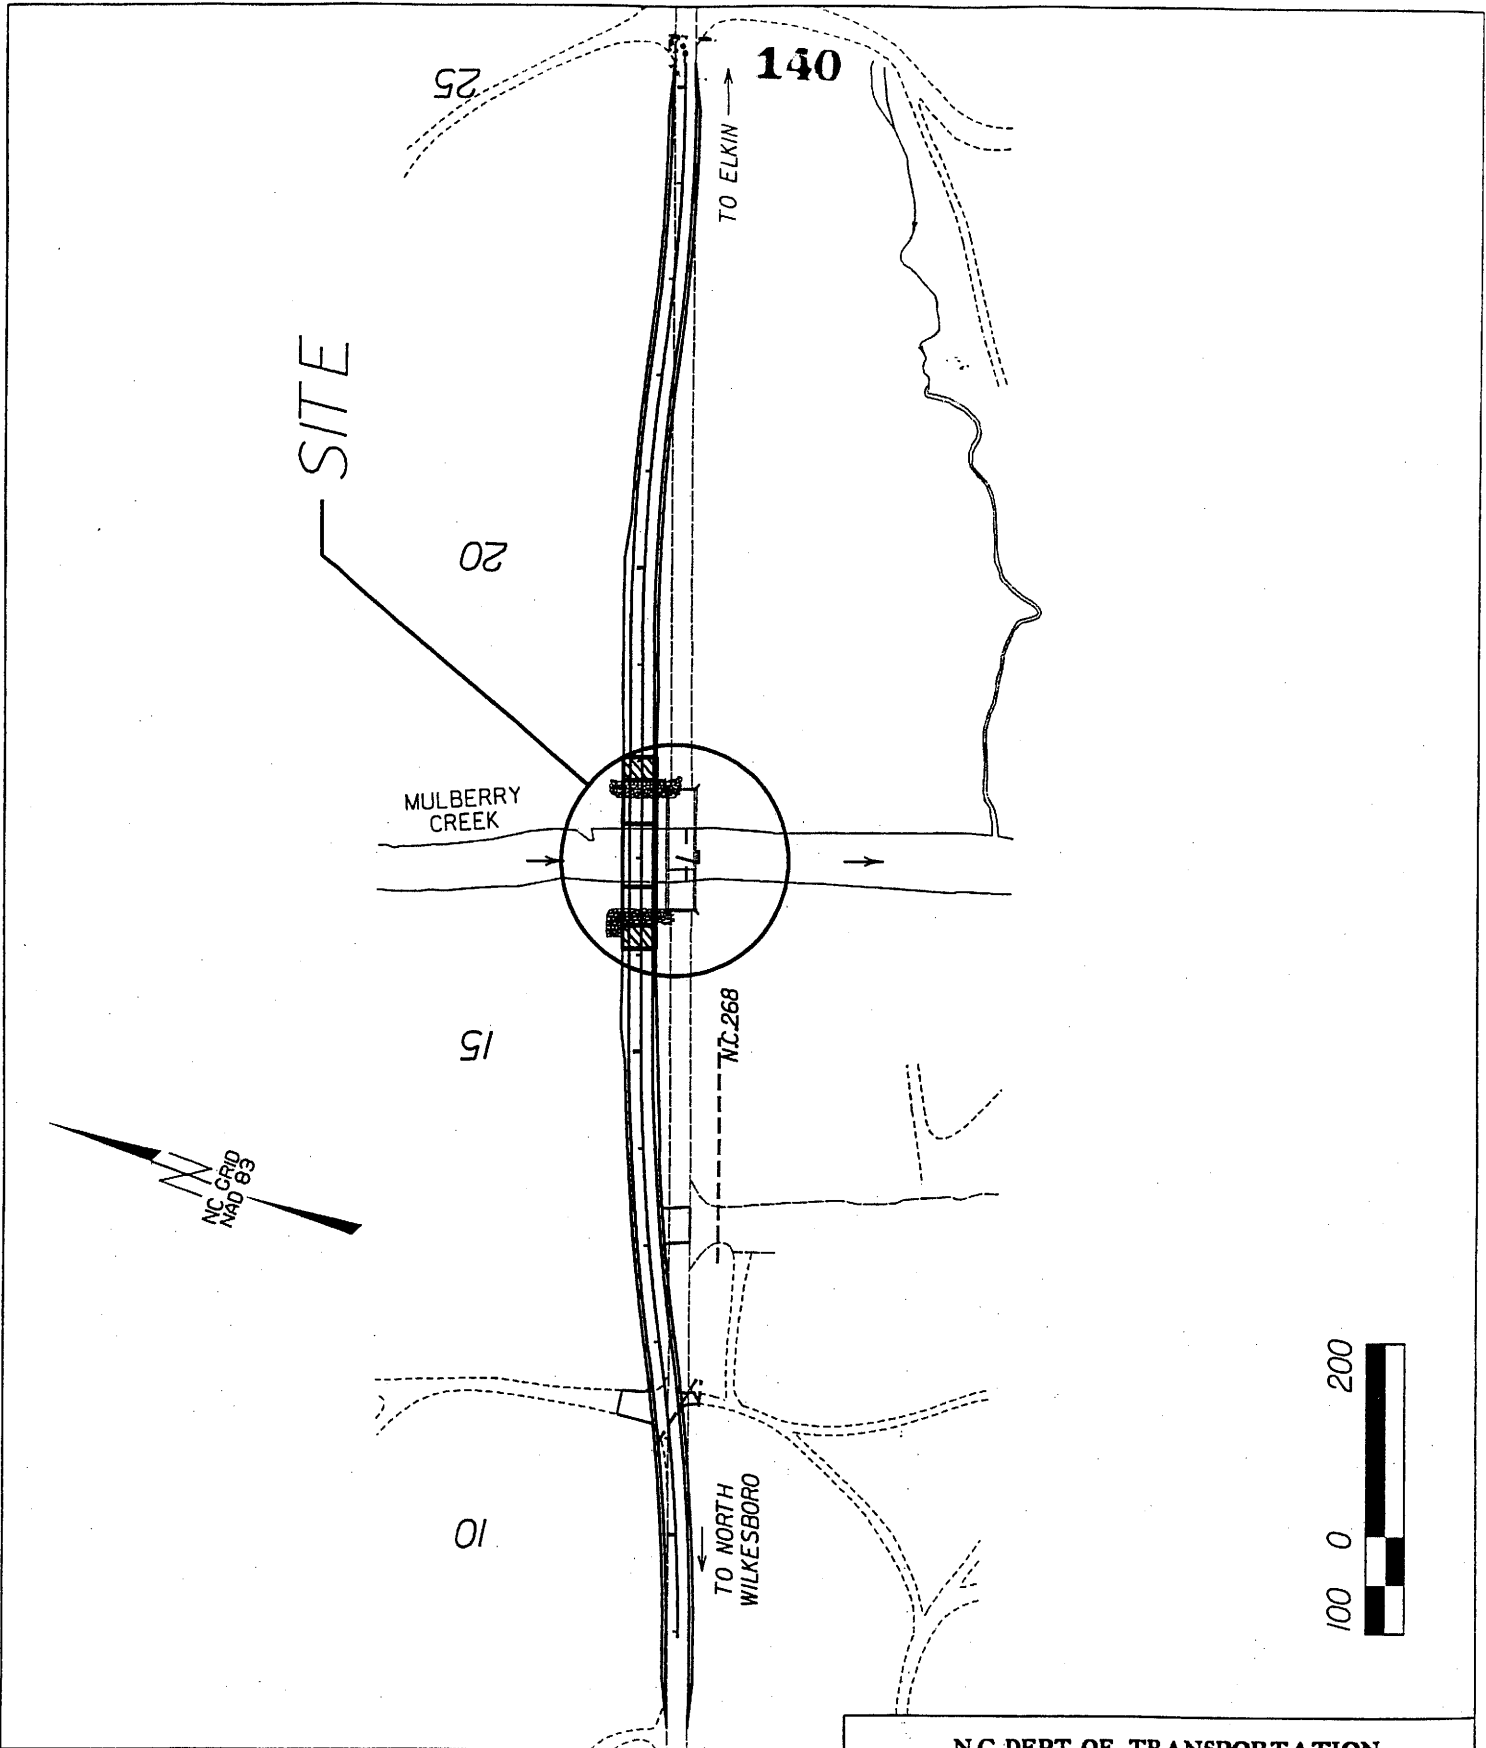 140
25
TO ELKIN
SITE
20
MULBERRY
CREEK
15
N.C. 268
NC GRID
NAD 83
10
TO NORTH
WILKESBORO
100 0 200
N.C. DEPT. OF TRANSPORTATION